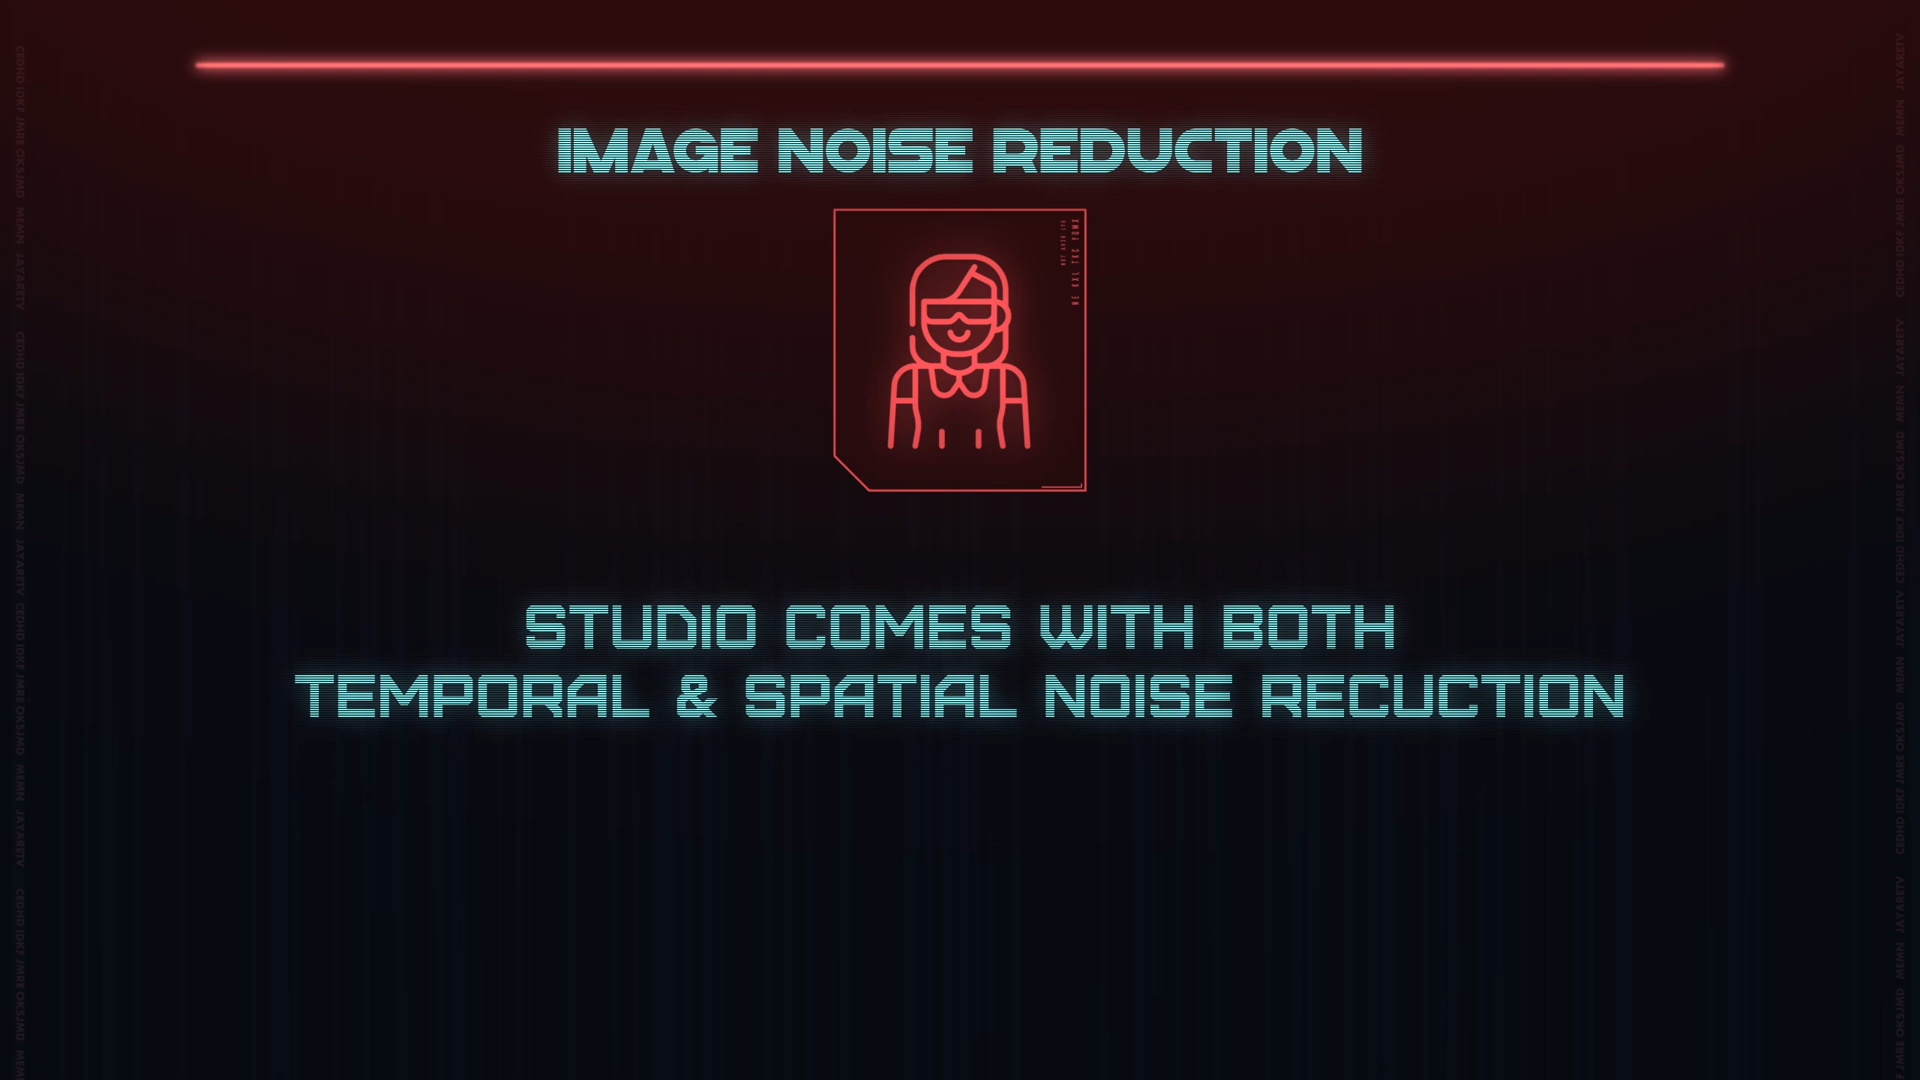 IMAGE NOISE REDUCTION
STUDIO COMES WITH BOTH
TEMPORAL & SPATIAL NOISE RECUCTION